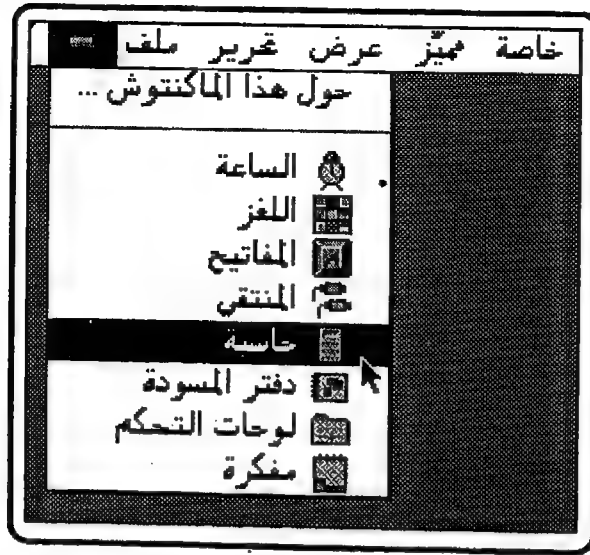 خاصة مميّز عرض تحرير ملف
حول هذا الماكنتوش ...
الساعة
اللغز
المفاتيح
المنتقي
حاسبة
دفتر المسودة
لوحات التحكم
مفكرة